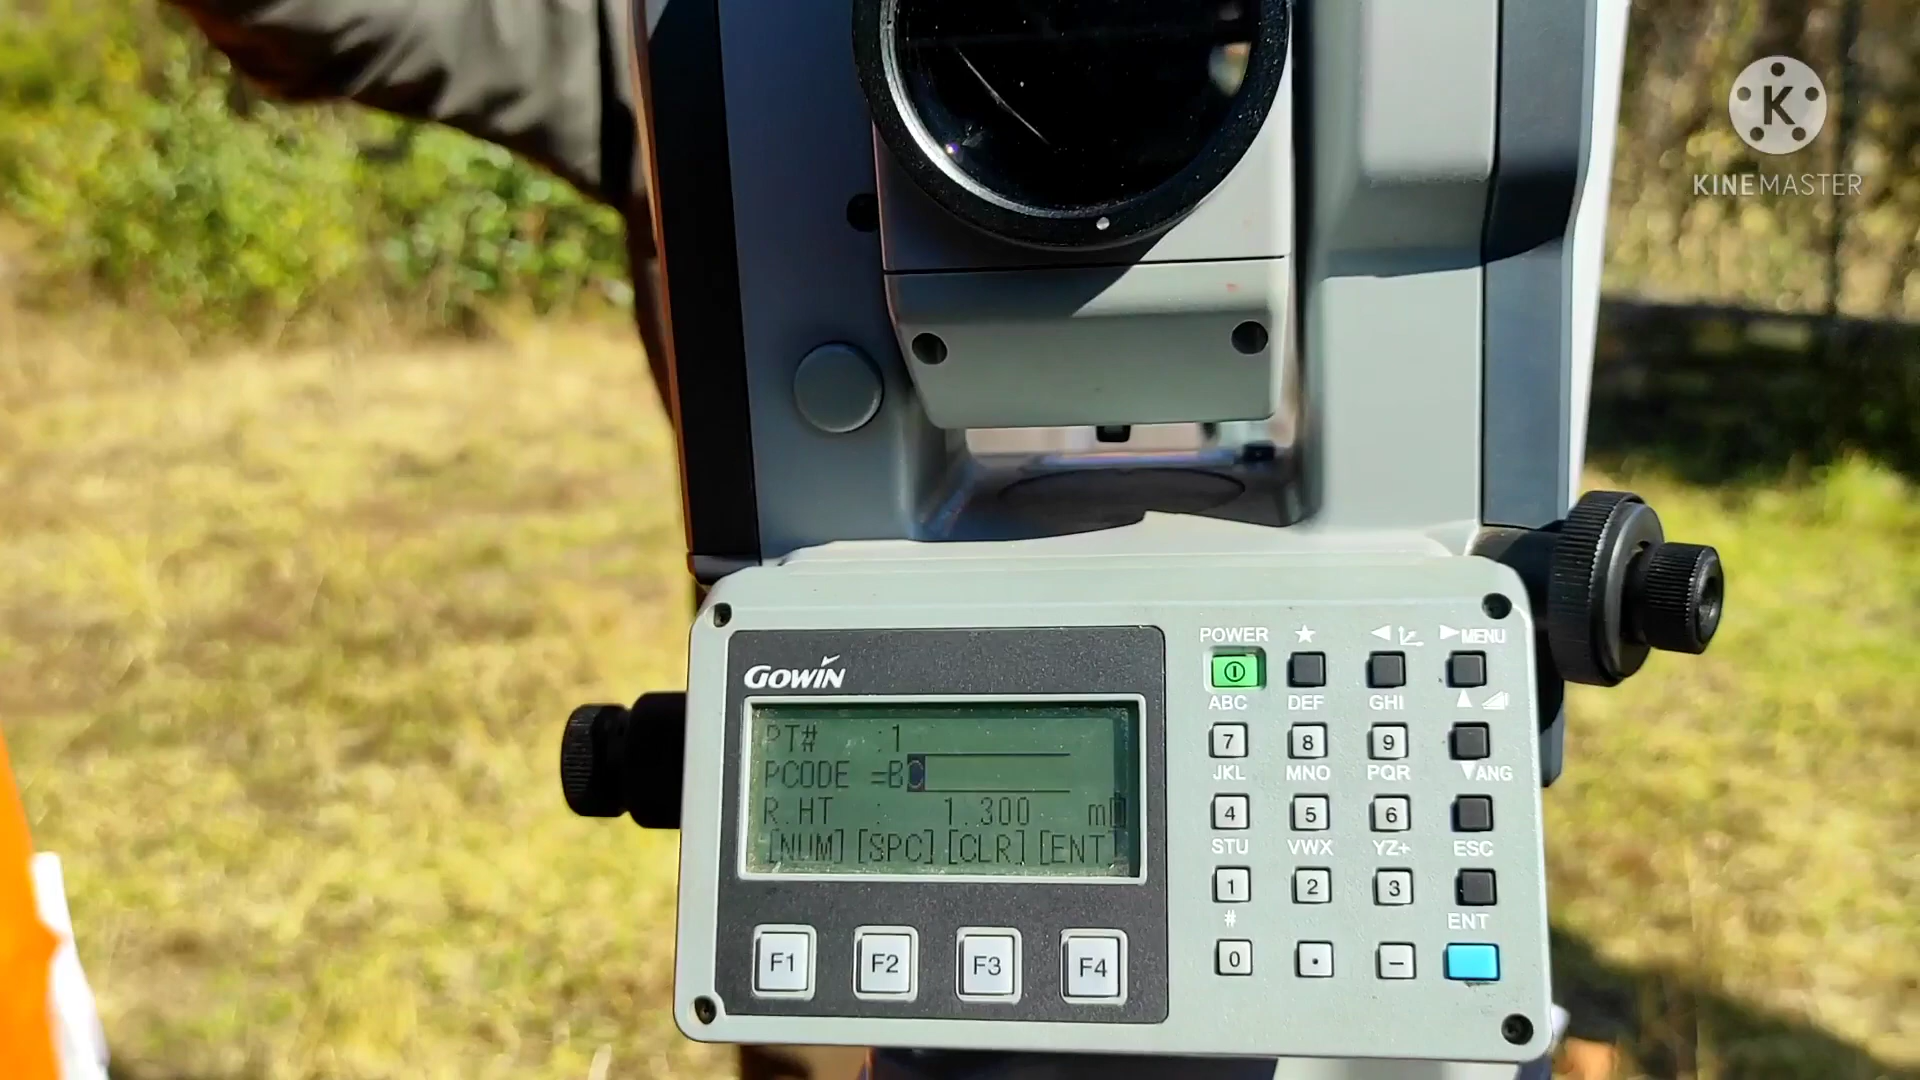 K
KINEMASTER
GOWIN
PT# :1
PCODE =BC
R.HT : 1.300 m
[NUM] [SPC] [CLR] [ENT]
F1 F2 F3 F4
POWER ★ ◀ ▶MENU
ABC DEF GHI ▲
7 8 9
JKL MNO PQR ▼ANG
4 5 6
STU VWX YZ+ ESC
1 2 3
# ENT
0 . −